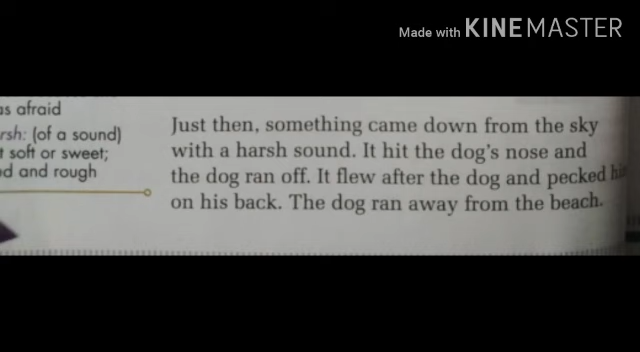 Made with KINEMASTER
as afraid
rsh: (of a sound)
t soft or sweet;
d and rough
Just then, something came down from the sky
with a harsh sound. It hit the dog's nose and
the dog ran off. It flew after the dog and pecked
on his back. The dog ran away from the beach.